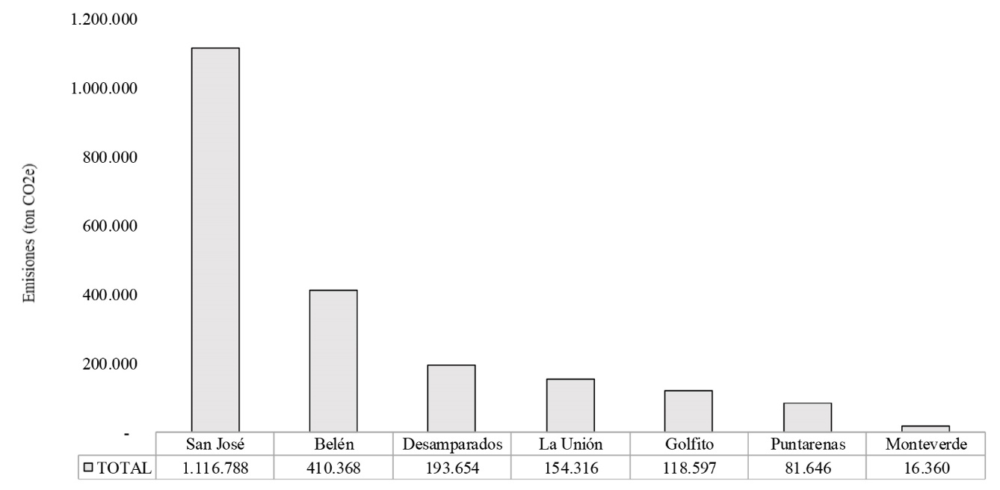 1.200.000
1.000.000
800.000
600.000
400.000
200.000
-
Emisiones (ton CO2e)
San José Belén Desamparados La Unión Golfito Puntarenas Monteverde
TOTAL 1.116.788 410.368 193.654 154.316 118.597 81.646 16.360